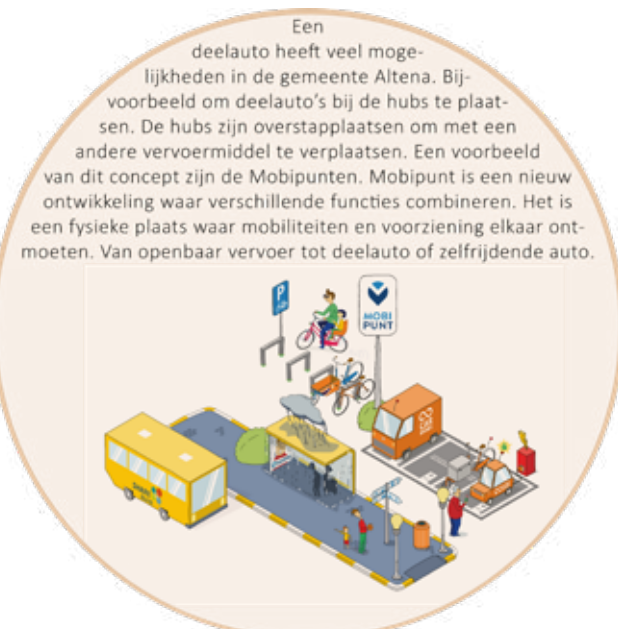 Een
deelauto heeft veel moge-
lijkheden in de gemeente Altena. Bij-
voorbeeld om deelauto's bij de hubs te plaat-
sen. De hubs zijn overstapplaatsen om met een
andere vervoermiddel te verplaatsen. Een voorbeeld
van dit concept zijn de Mobipunten. Mobipunt is een nieuw
ontwikkeling waar verschillende functies combineren. Het is
een fysieke plaats waar mobiliteiten en voorziening elkaar ont-
moeten. Van openbaar vervoer tot deelauto of zelfrijdende auto.
P
MOBI
PUNT